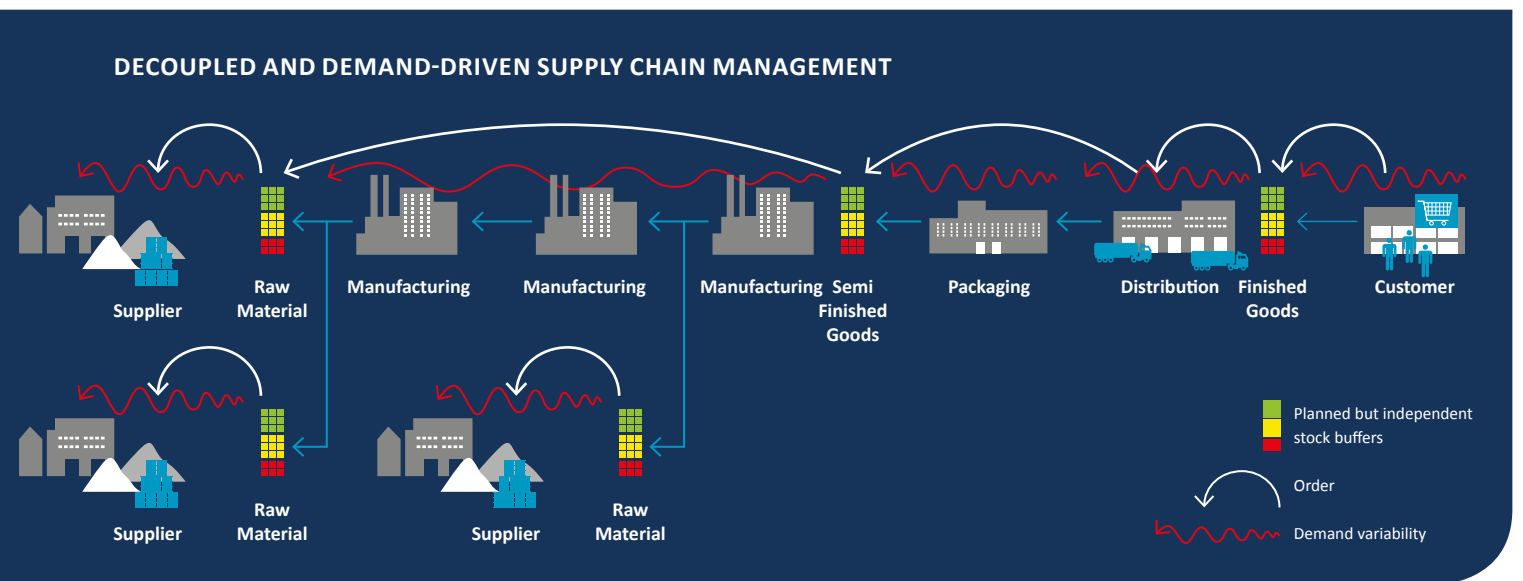 DECOUPLED AND DEMAND-DRIVEN SUPPLY CHAIN MANAGEMENT
Supplier
Raw
Material
Manufacturing
Manufacturing
Manufacturing
Semi
Finished
Goods
Packaging
Distribution
Finished
Goods
Customer
Supplier
Raw
Material
Supplier
Raw
Material
Planned but independent
stock buffers
Order
Demand variability